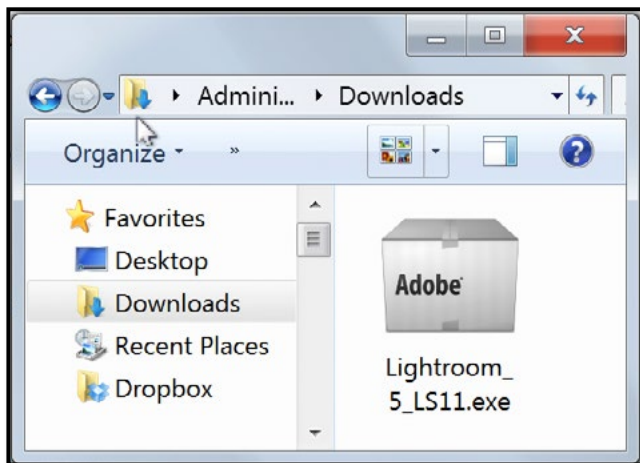 Admini... Downloads
Organize »
Favorites
Desktop
Downloads
Recent Places
Dropbox
Adobe
Lightroom_
5_LS11.exe